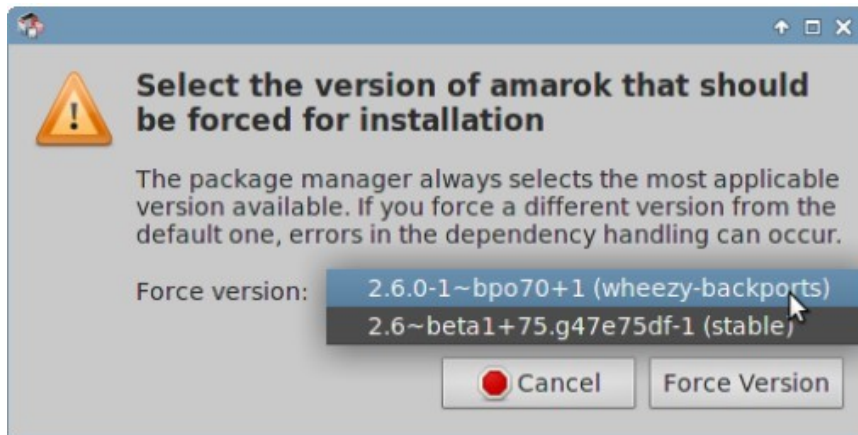 Select the version of amarok that should
be forced for installation
The package manager always selects the most applicable
version available. If you force a different version from the
default one, errors in the dependency handling can occur.
Force version:
2.6.0-1~bpo70+1 (wheezy-backports)
2.6~beta1+75.g47e75df-1 (stable)
Cancel
Force Version